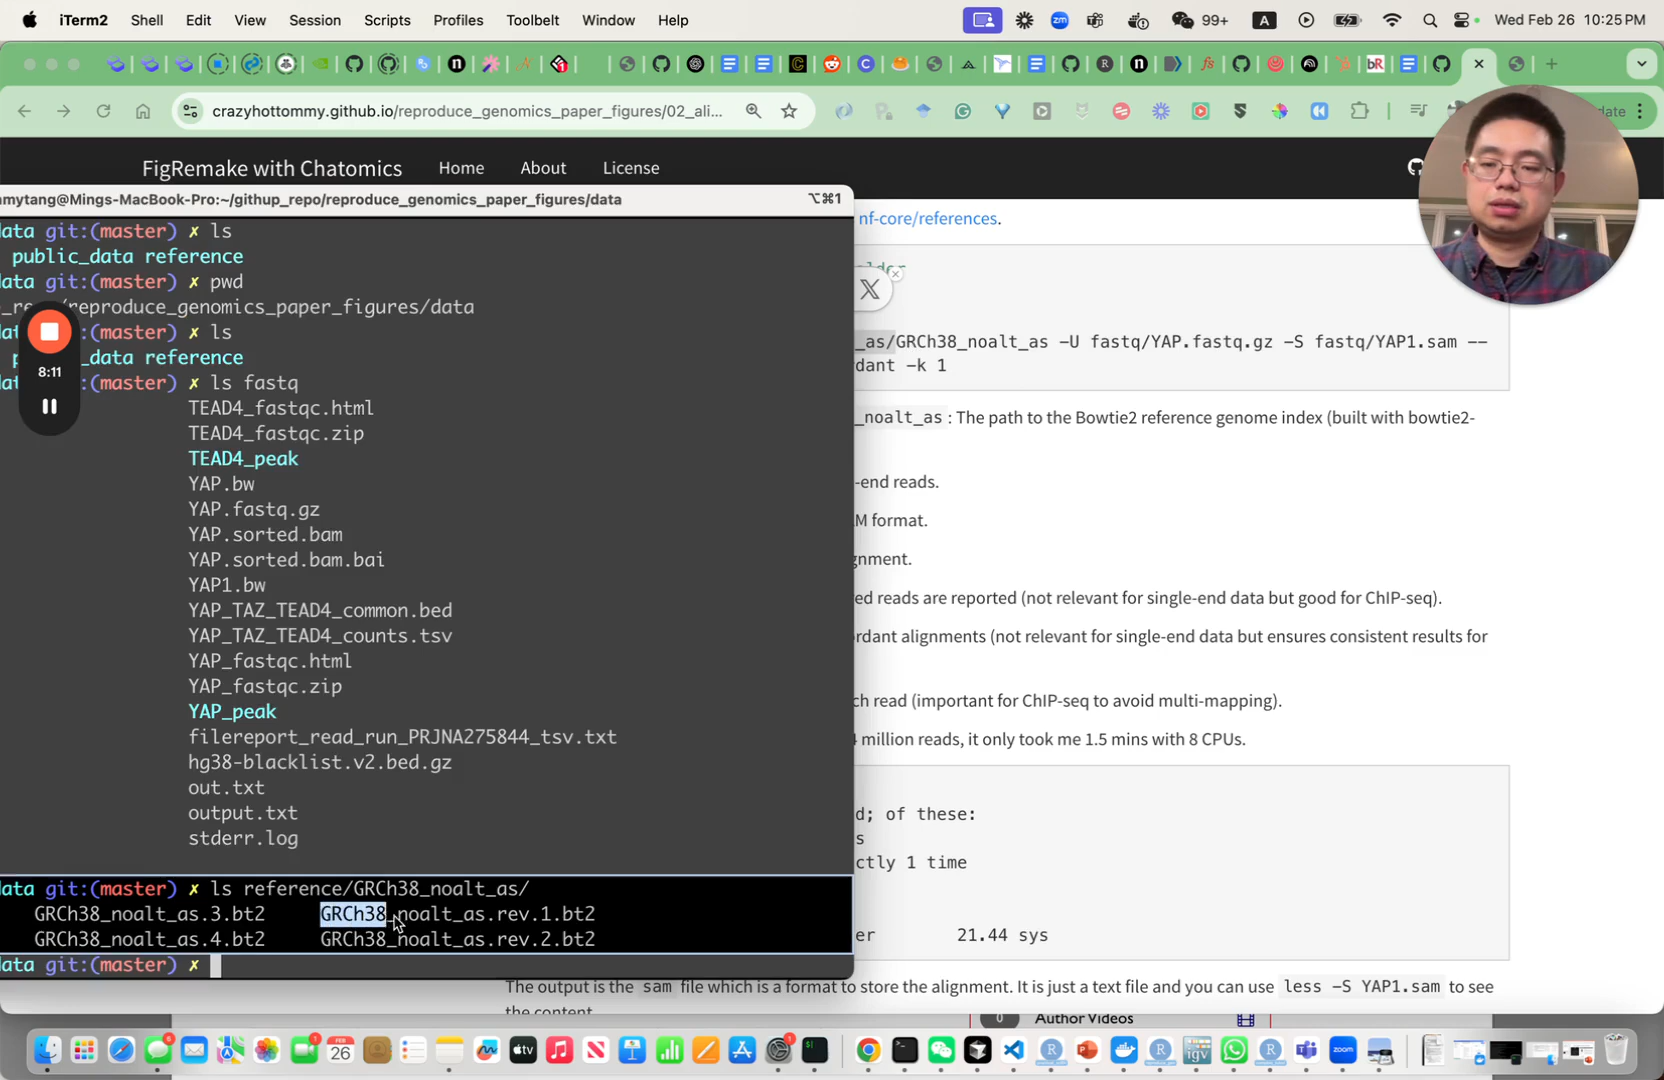 iTerm2 Shell Edit View Session Scripts Profiles Toolbelt Window Help zm 99+ A Wed Feb 26 10:25 PM
crazyhottommy.github.io/reproduce_genomics_paper_figures/02_ali...
FigRemake with Chatomics Home About License
mytang@Mings-MacBook-Pro:~/githup_repo/reproduce_genomics_paper_figures/data ⌥⌘1
nf-core/references.
data git:(master) ✗ ls
public_data reference
data git:(master) ✗ pwd
reproduce_genomics_paper_figures/data
git:(master) ✗ ls
reference
8:11
(master) ✗ ls fastq
TEAD4_fastqc.html
TEAD4_fastqc.zip
TEAD4_peak
YAP.bw
YAP.fastq.gz
YAP.sorted.bam
YAP.sorted.bam.bai
YAP1.bw
YAP_TAZ_TEAD4_common.bed
YAP_TAZ_TEAD4_counts.tsv
YAP_fastqc.html
YAP_fastqc.zip
YAP_peak
filereport_read_run_PRJNA275844_tsv.txt
hg38-blacklist.v2.bed.gz
out.txt
output.txt
stderr.log
data git:(master) ✗ ls reference/GRCh38_noalt_as/
GRCh38_noalt_as.3.bt2 GRCh38_noalt_as.rev.1.bt2
GRCh38_noalt_as.4.bt2 GRCh38_noalt_as.rev.2.bt2
data git:(master) ✗
_as/GRCh38_noalt_as -U fastq/YAP.fastq.gz -S fastq/YAP1.sam --
dant -k 1
_noalt_as: The path to the Bowtie2 reference genome index (built with bowtie2-
-end reads.
M format.
gnment.
ed reads are reported (not relevant for single-end data but good for ChIP-seq).
ordant alignments (not relevant for single-end data but ensures consistent results for
ch read (important for ChIP-seq to avoid multi-mapping).
4 million reads, it only took me 1.5 mins with 8 CPUs.
d; of these:
s
ctly 1 time
er 21.44 sys
The output is the sam file which is a format to store the alignment. It is just a text file and you can use less -S YAP1.sam to see
the content.
0 Author Videos